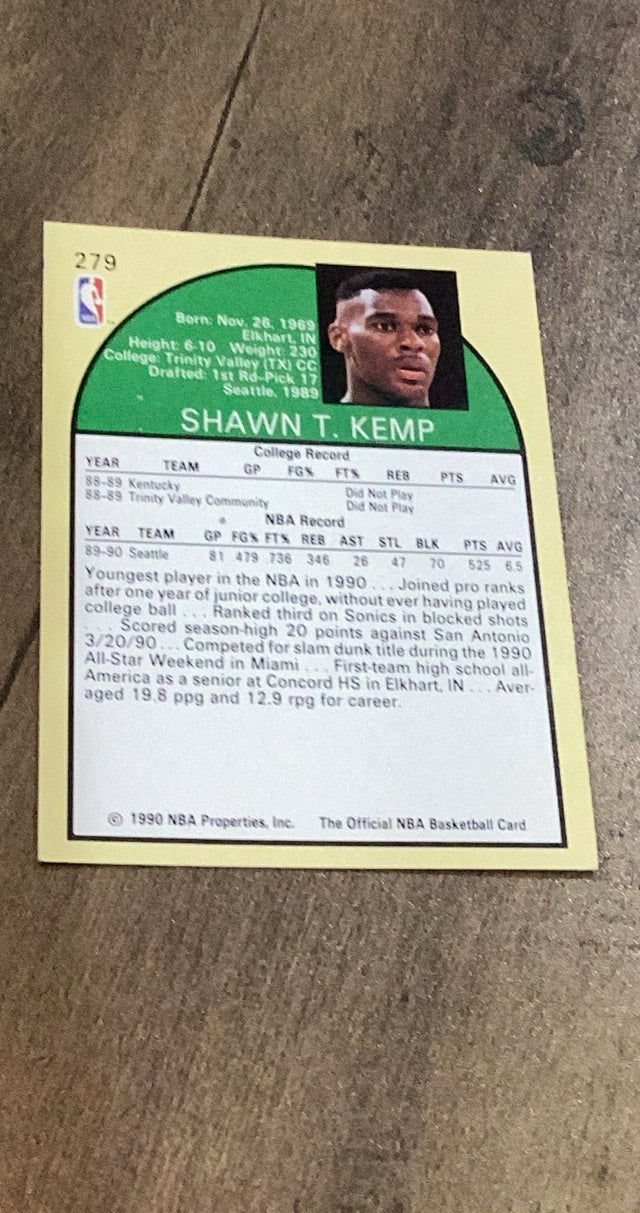 279
Born: Nov. 26, 1969
Elkhart, IN
Height: 6-10 Weight: 230
College: Trinity Valley (TX) CC
Drafted: 1st Rd-Pick 17
Seattle, 1989
SHAWN T. KEMP
College Record
YEAR TEAM GP FG% FT% REB PTS AVG
88-89 Kentucky Did Not Play
88-89 Trinity Valley Community Did Not Play
NBA Record
YEAR TEAM GP FG% FT% REB AST STL BLK PTS AVG
89-90 Seattle 81 479 736 346 26 47 70 525 6.5
Youngest player in the NBA in 1990 . . . Joined pro ranks
after one year of junior college, without ever having played
college ball . . . Ranked third on Sonics in blocked shots
. . . Scored season-high 20 points against San Antonio
3/20/90 . . . Competed for slam dunk title during the 1990
All-Star Weekend in Miami . . . First-team high school all-
America as a senior at Concord HS in Elkhart, IN . . . Aver-
aged 19.8 ppg and 12.9 rpg for career.
© 1990 NBA Properties, Inc. The Official NBA Basketball Card